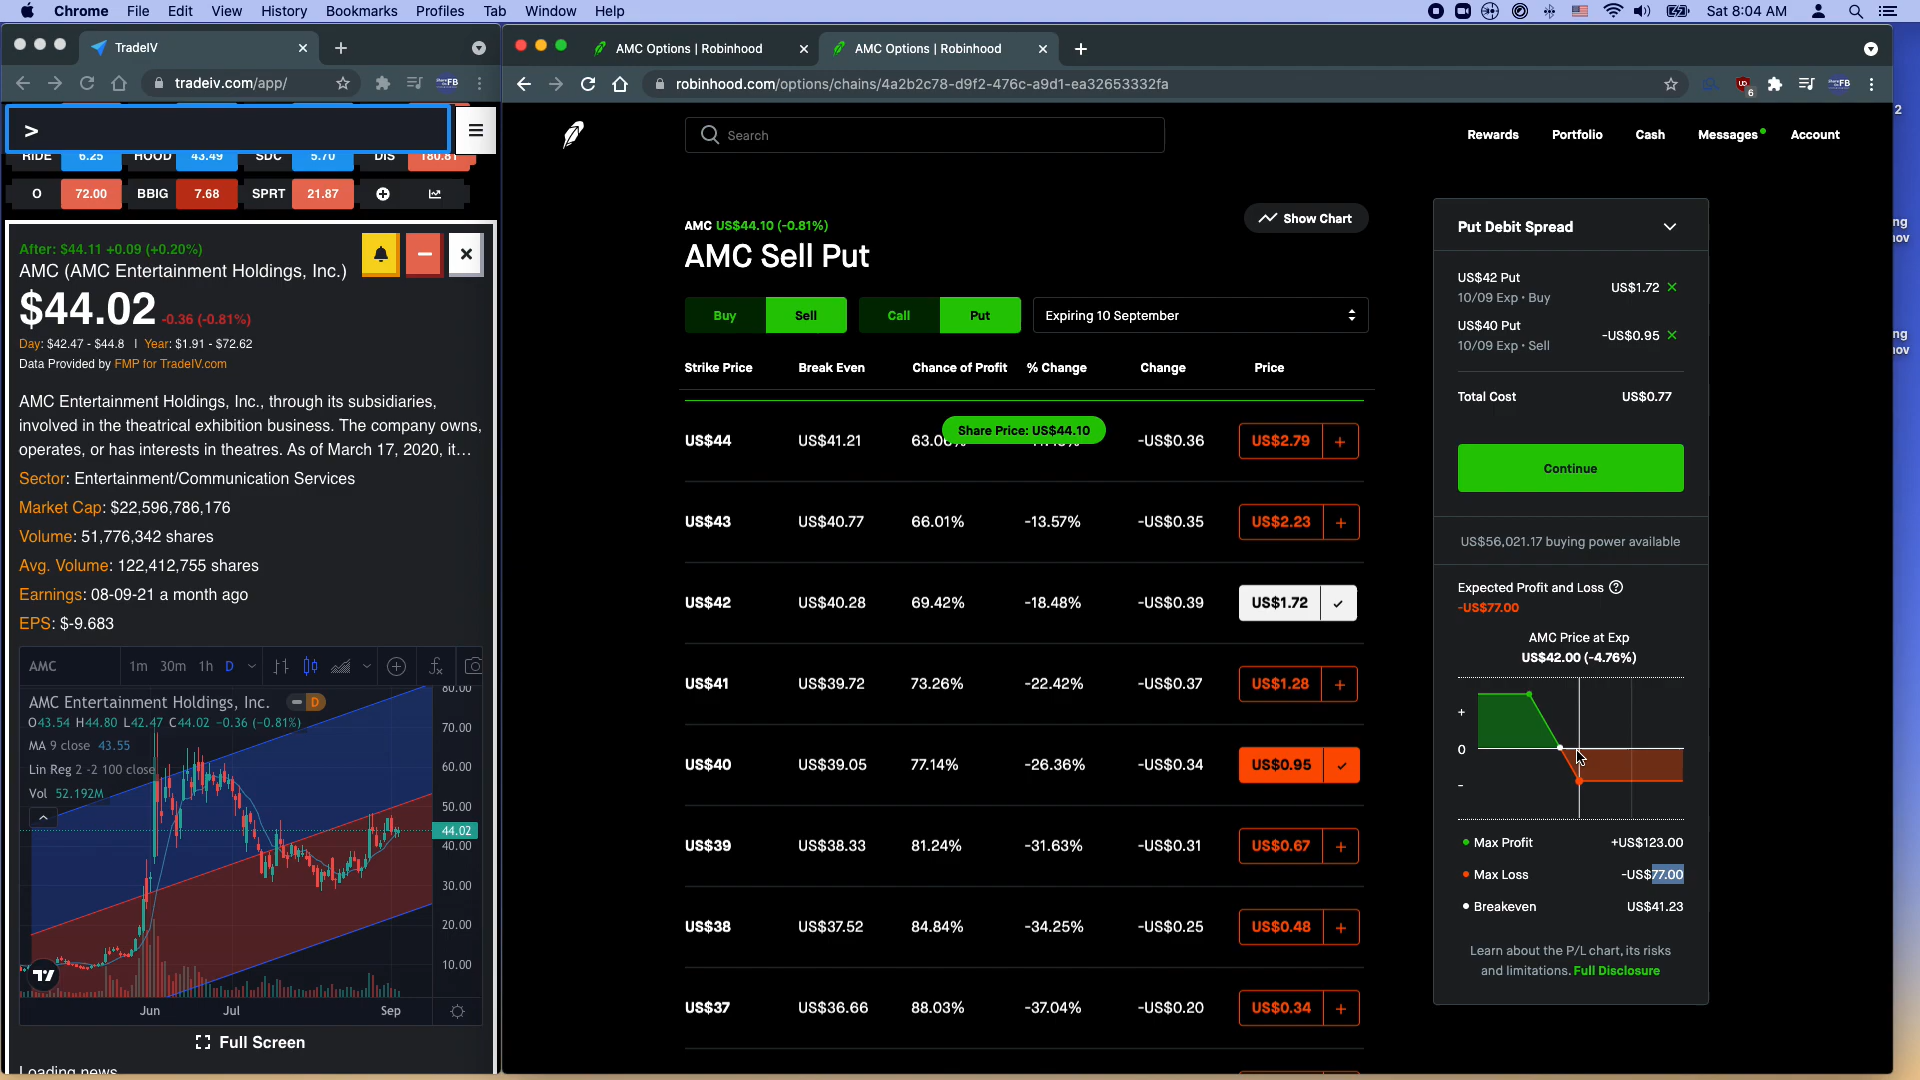 Chrome File Edit View History Bookmarks Profiles Tab Window Help
Sat 8:04 AM
TradeIV
tradeiv.com/app/
>
RIDE 6.25 HOOD 43.49 SDC 5.70 DIS 180.81
O 72.00 BBIG 7.68 SPRT 21.87
After: $44.11 +0.09 (+0.20%)
AMC (AMC Entertainment Holdings, Inc.)
$44.02 -0.36 (-0.81%)
Day: $42.47 - $44.8 | Year: $1.91 - $72.62
Data Provided by FMP for TradeIV.com
AMC Entertainment Holdings, Inc., through its subsidiaries,
involved in the theatrical exhibition business. The company owns,
operates, or has interests in theatres. As of March 17, 2020, it…
Sector: Entertainment/Communication Services
Market Cap: $22,596,786,176
Volume: 51,776,342 shares
Avg. Volume: 122,412,755 shares
Earnings: 08-09-21 a month ago
EPS: $-9.683
AMC 1m 30m 1h D
AMC Entertainment Holdings, Inc. D
O43.54 H44.80 L42.47 C44.02 −0.36 (−0.81%)
MA 9 close 43.55
Lin Reg 2 -2 100 close
Vol 52.192M
80.00
70.00
60.00
50.00
44.02
40.00
30.00
20.00
10.00
Jun Jul Sep
Full Screen
Loading news
AMC Options | Robinhood
AMC Options | Robinhood
robinhood.com/options/chains/4a2b2c78-d9f2-476c-a9d1-ea32653332fa
6
Search
Rewards Portfolio Cash Messages Account
AMC US$44.10 (-0.81%)
Show Chart
AMC Sell Put
Buy Sell Call Put Expiring 10 September
Strike Price Break Even Chance of Profit % Change Change Price
Share Price: US$44.10
US$44 US$41.21 -US$0.36 US$2.79 +
US$43 US$40.77 66.01% -13.57% -US$0.35 US$2.23 +
US$42 US$40.28 69.42% -18.48% -US$0.39 US$1.72
US$41 US$39.72 73.26% -22.42% -US$0.37 US$1.28 +
US$40 US$39.05 77.14% -26.36% -US$0.34 US$0.95
US$39 US$38.33 81.24% -31.63% -US$0.31 US$0.67 +
US$38 US$37.52 84.84% -34.25% -US$0.25 US$0.48 +
US$37 US$36.66 88.03% -37.04% -US$0.20 US$0.34 +
Put Debit Spread
US$42 Put
10/09 Exp • Buy
US$1.72
US$40 Put
10/09 Exp • Sell
-US$0.95
Total Cost US$0.77
Continue
US$56,021.17 buying power available
Expected Profit and Loss
-US$77.00
AMC Price at Exp
US$42.00 (-4.76%)
+
0
-
Max Profit +US$123.00
Max Loss -US$77.00
Breakeven US$41.23
Learn about the P/L chart, its risks
and limitations. Full Disclosure